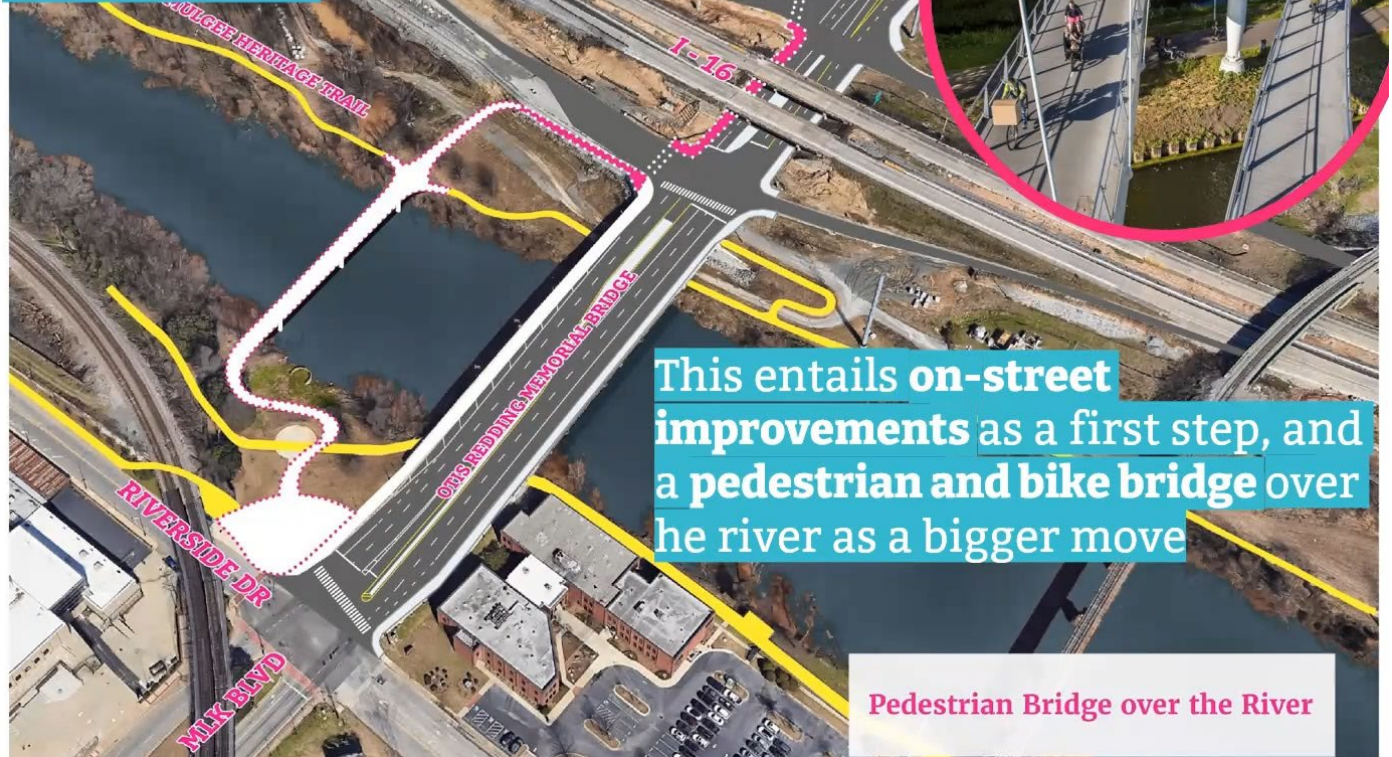 MULGEE HERITAGE TRAIL
I - 16
OTIS REDDING MEMORIAL BRIDGE
This entails on-street
improvements as a first step, and
a pedestrian and bike bridge over
he river as a bigger move
RIVERSIDE DR
MLK BLVD
Pedestrian Bridge over the River